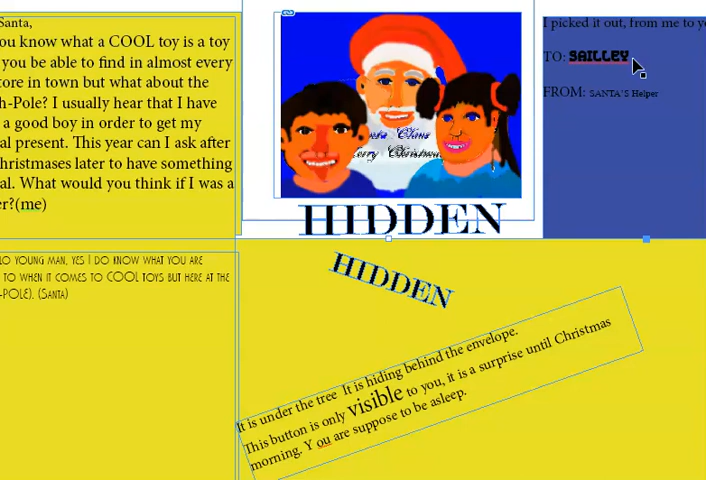 Santa,
ou know what a COOL toy is a toy
you be able to find in almost every
tore in town but what about the
h-Pole? I usually hear that I have
a good boy in order to get my
al present. This year can I ask after
hristmases later to have something
al. What would you think if I was a
er?(me)
LO YOUNG MAN, YES I DO KNOW WHAT YOU ARE
TO WHEN IT COMES TO COOL TOYS BUT HERE AT THE
-POLE). (SANTA)
Claus
erry Christmas
HIDDEN
HIDDEN
I picked it out, from me to yo
TO: SAILLEY
FROM: SANTA'S Helper
It is under the tree It is hiding behind the envelope.
This button is only visible to you, it is a surprise until Christmas
morning. Y ou are suppose to be asleep.